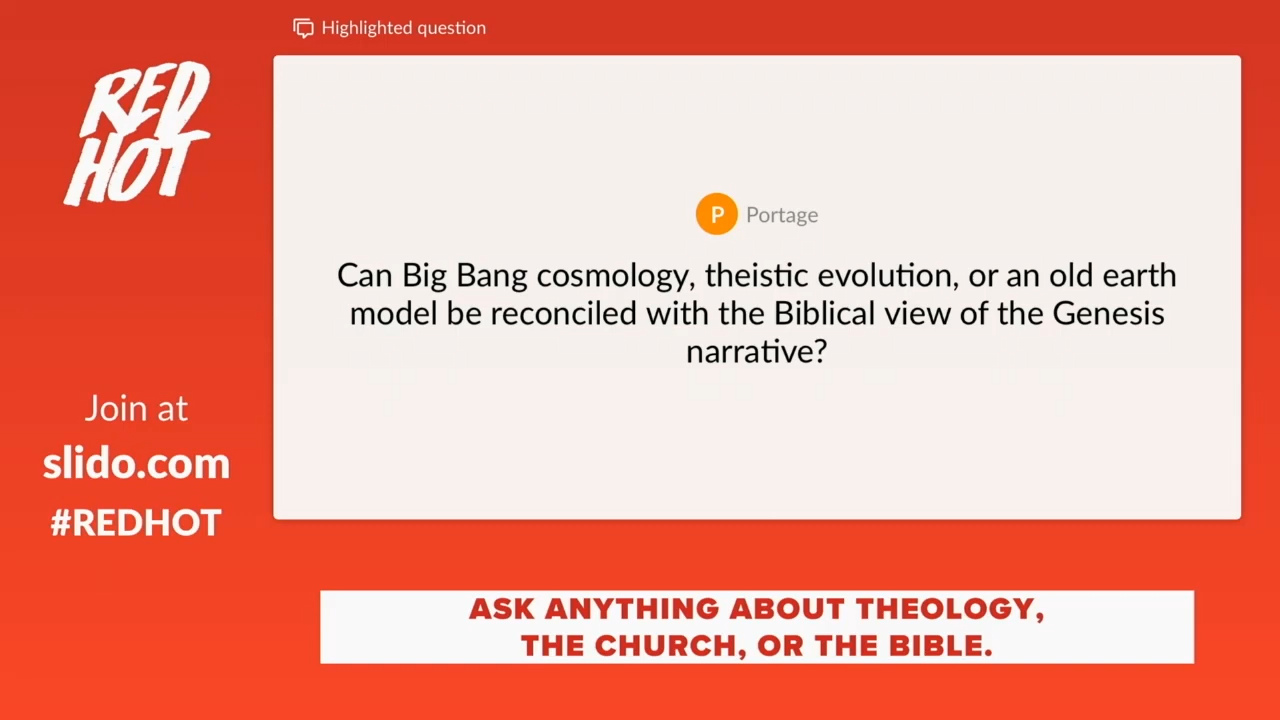 Highlighted question
RED
HOT
P Portage
Can Big Bang cosmology, theistic evolution, or an old earth
model be reconciled with the Biblical view of the Genesis
narrative?
Join at
slido.com
#REDHOT
ASK ANYTHING ABOUT THEOLOGY,
THE CHURCH, OR THE BIBLE.